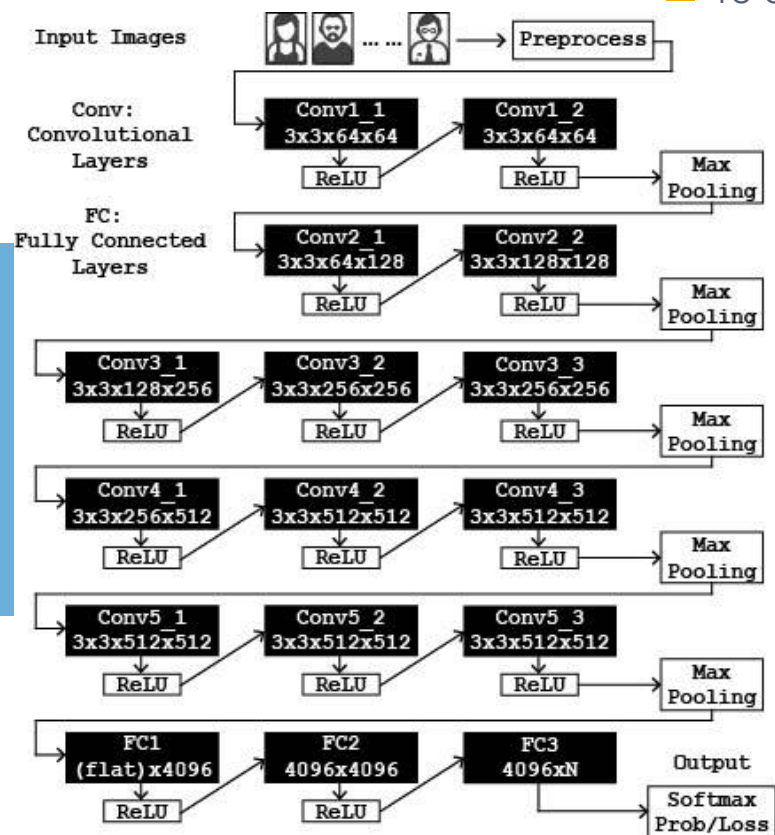 Input Images
... ...
Preprocess
Conv:
Convolutional
Layers
Conv1_1
3x3x64x64
ReLU
Conv1_2
3x3x64x64
ReLU
Max
Pooling
FC:
Fully Connected
Layers
Conv2_1
3x3x64x128
ReLU
Conv2_2
3x3x128x128
ReLU
Max
Pooling
Conv3_1
3x3x128x256
ReLU
Conv3_2
3x3x256x256
ReLU
Conv3_3
3x3x256x256
ReLU
Max
Pooling
Conv4_1
3x3x256x512
ReLU
Conv4_2
3x3x512x512
ReLU
Conv4_3
3x3x512x512
ReLU
Max
Pooling
Conv5_1
3x3x512x512
ReLU
Conv5_2
3x3x512x512
ReLU
Conv5_3
3x3x512x512
ReLU
Max
Pooling
FC1
(flat)x4096
ReLU
FC2
4096x4096
ReLU
FC3
4096xN
Output
Softmax
Prob/Loss